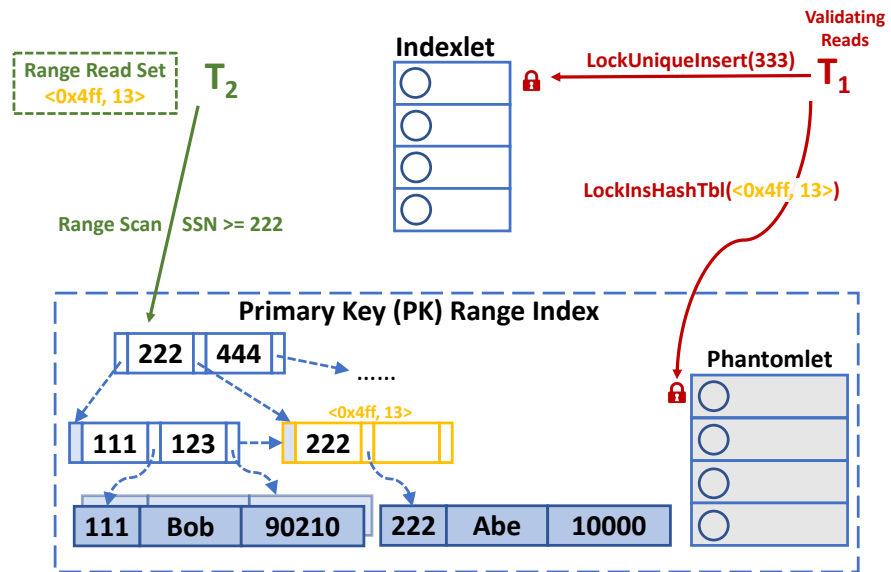 Validating
Reads
T1
Indexlet
LockUniqueInsert(333)
Range Read Set
<0x4ff, 13>
T2
LockInsHashTbl(<0x4ff, 13>)
Range Scan
SSN >= 222
Primary Key (PK) Range Index
222
444
......
Phantomlet
<0x4ff, 13>
111
123
222
111
Bob
90210
222
Abe
10000